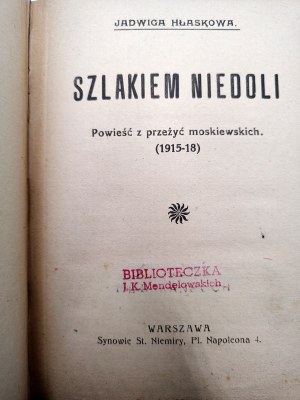 JADWIGA HŁASKOWA.
SZLAKIEM NIEDOLI
Powieść z przeżyć moskiewskich.
(1915-18)
BIBLIOTECZKA
J. K. Mendelowskich
WARSZAWA
Synowie St. Niemiry, Pl. Napoleona 4.